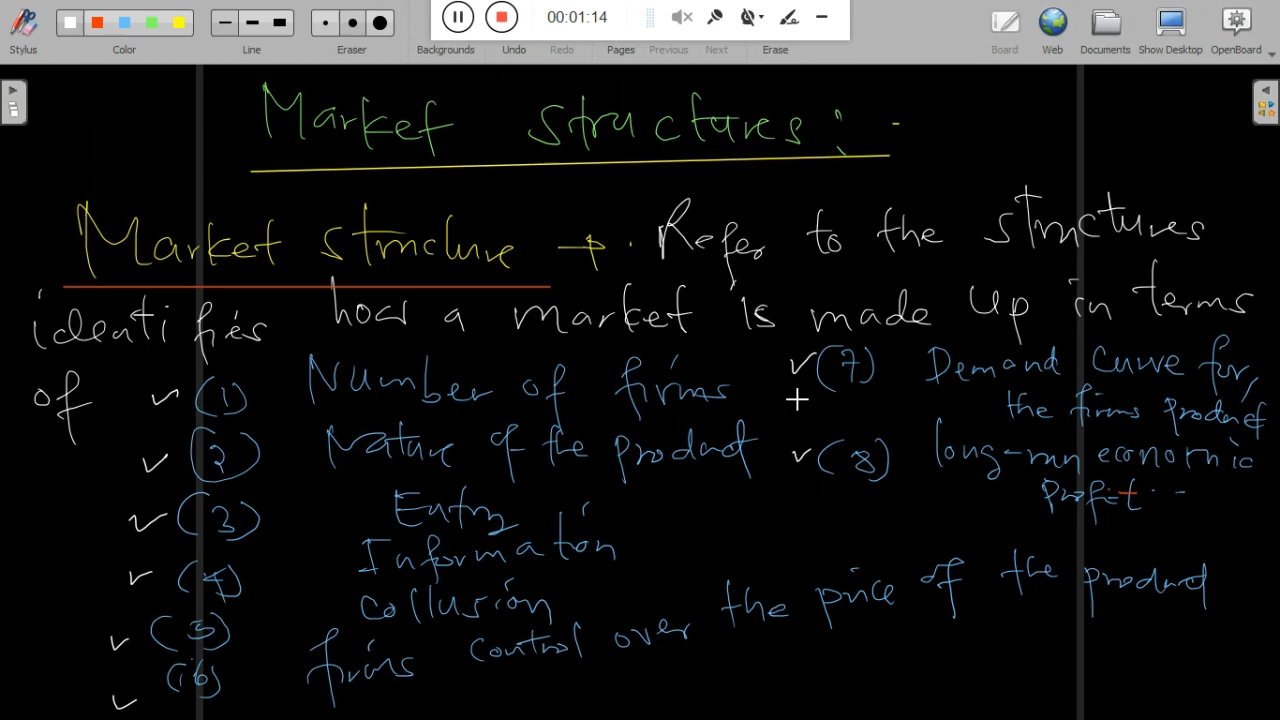 00:01:14
Stylus Color Line Eraser Backgrounds Undo Redo Pages Previous Next Erase Board Web Documents Show Desktop OpenBoard
Market structures:-
Market structure → Refer to the structures
identifies how a market is made up in terms
of
(1) Number of firms
(2) Nature of the product
(3) Entry
(4) Information
(5) Collusion
(6) firms control over the price of the product
(7) Demand Curve for,
the firms product
(8) long-run economic
profit